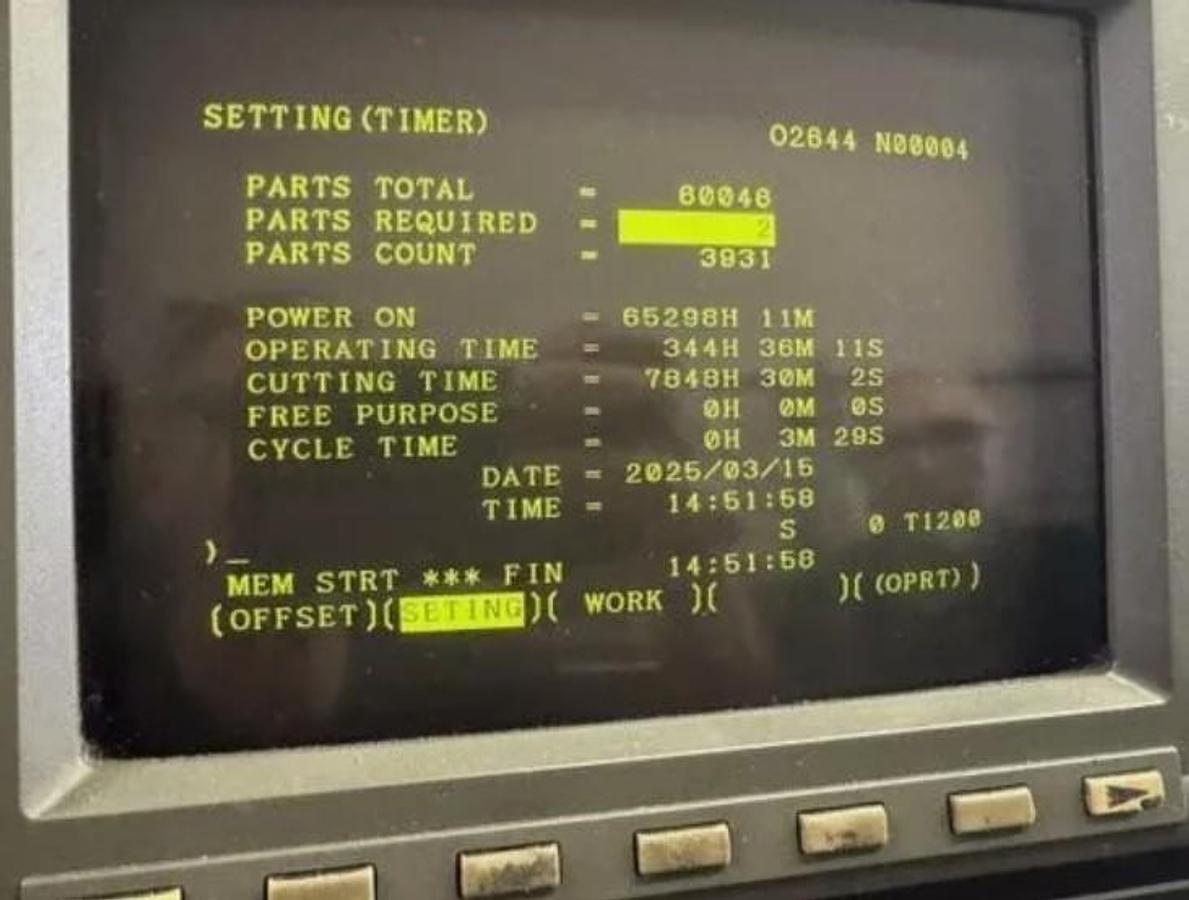 SETTING(TIMER)
O2644 N00004
PARTS TOTAL = 60046
PARTS REQUIRED = 2
PARTS COUNT = 3931
POWER ON = 65298H 11M
OPERATING TIME = 344H 36M 11S
CUTTING TIME = 7848H 30M 2S
FREE PURPOSE = 0H 0M 0S
CYCLE TIME = 0H 3M 29S
DATE = 2025/03/15
TIME = 14:51:58
S 0 T1200
)_
MEM STRT *** FIN 14:51:58
(OFFSET)(SETING)( WORK )( )((OPRT))